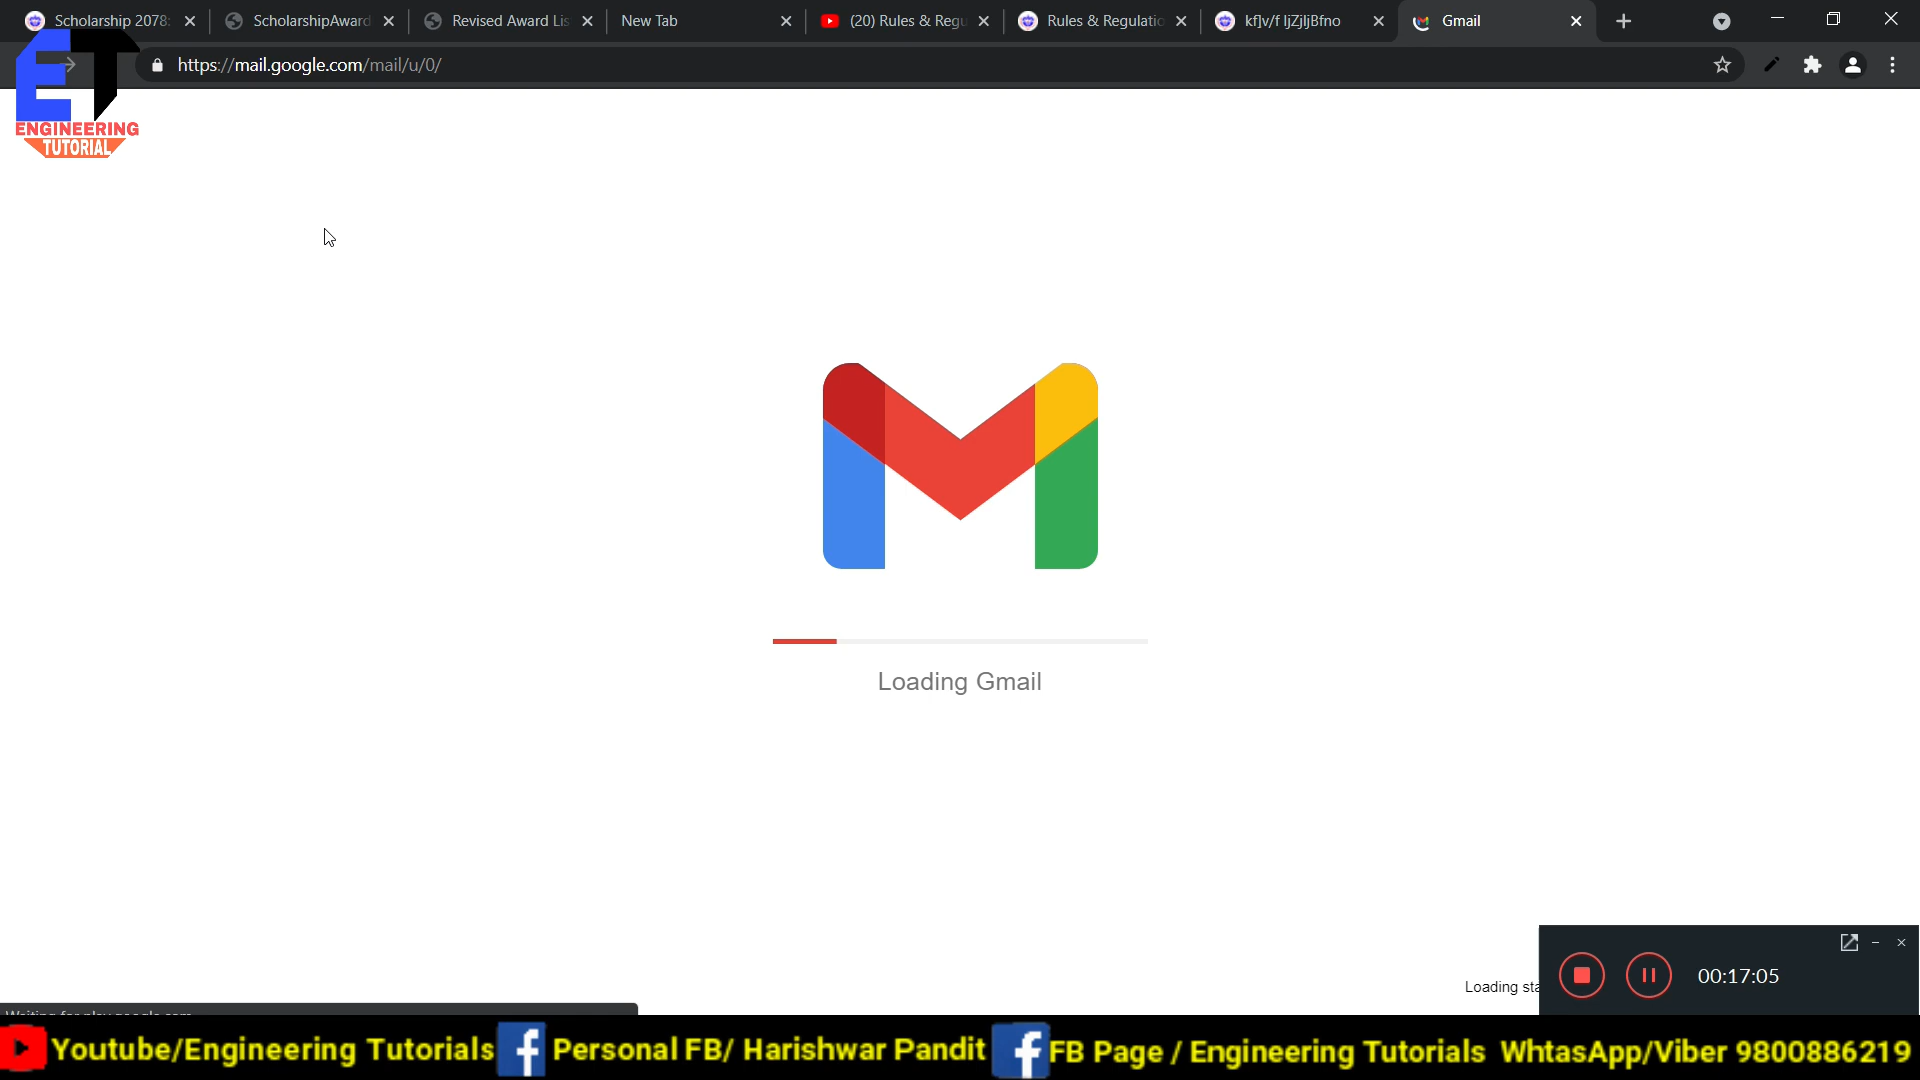 Scholarship 2078:
ScholarshipAward
Revised Award Lis
New Tab
(20) Rules & Regu
Rules & Regulatio
kf]v/f ljZjljBfno
Gmail
https://mail.google.com/mail/u/0/
ET
ENGINEERING
TUTORIAL
Loading Gmail
Loading sta
00:17:05
Youtube/Engineering Tutorials
Personal FB/ Harishwar Pandit
FB Page / Engineering Tutorials WhtasApp/Viber 9800886219